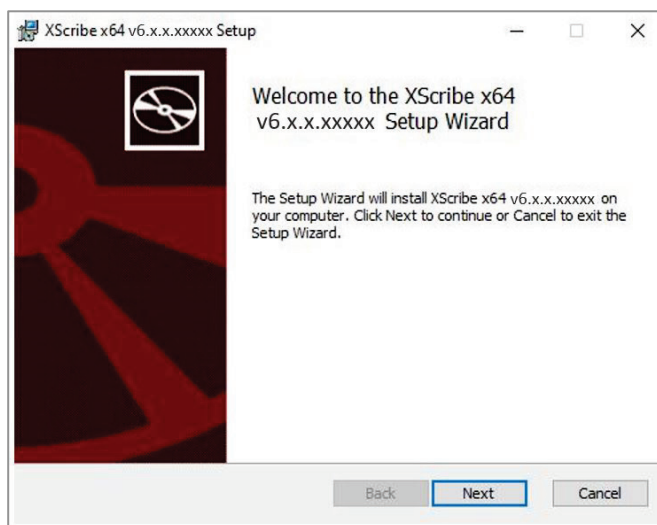 XScribe x64 v6.x.x.xxxxx Setup
Welcome to the XScribe x64
v6.x.x.xxxxx Setup Wizard
The Setup Wizard will install XScribe x64 v6.x.x.xxxxx on
your computer. Click Next to continue or Cancel to exit the
Setup Wizard.
Back Next Cancel